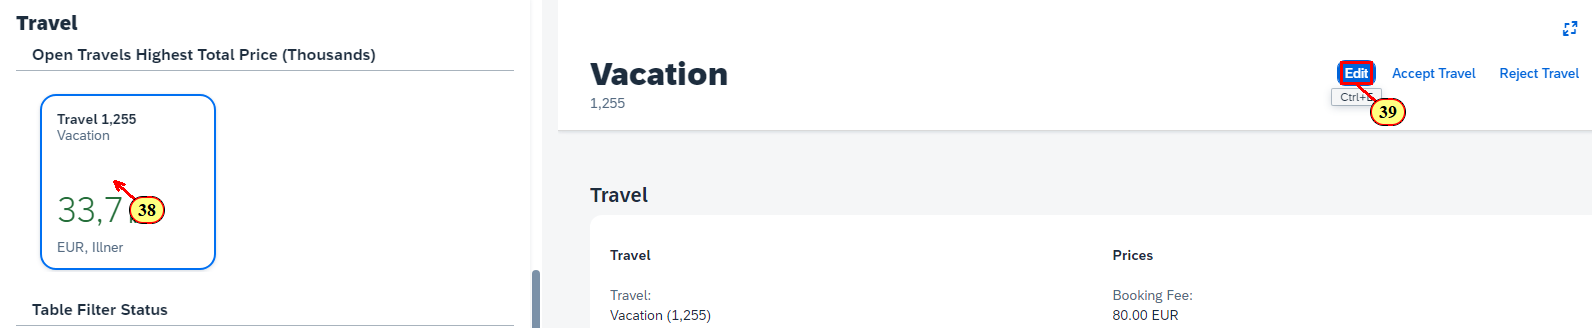 Travel
Open Travels Highest Total Price (Thousands)
Travel 1,255
Vacation
33,7
38
EUR, Illner
Table Filter Status
Vacation
1,255
Edit
Accept Travel
Reject Travel
Ctrl+E
39
Travel
Travel
Travel:
Vacation (1,255)
Prices
Booking Fee:
80.00 EUR